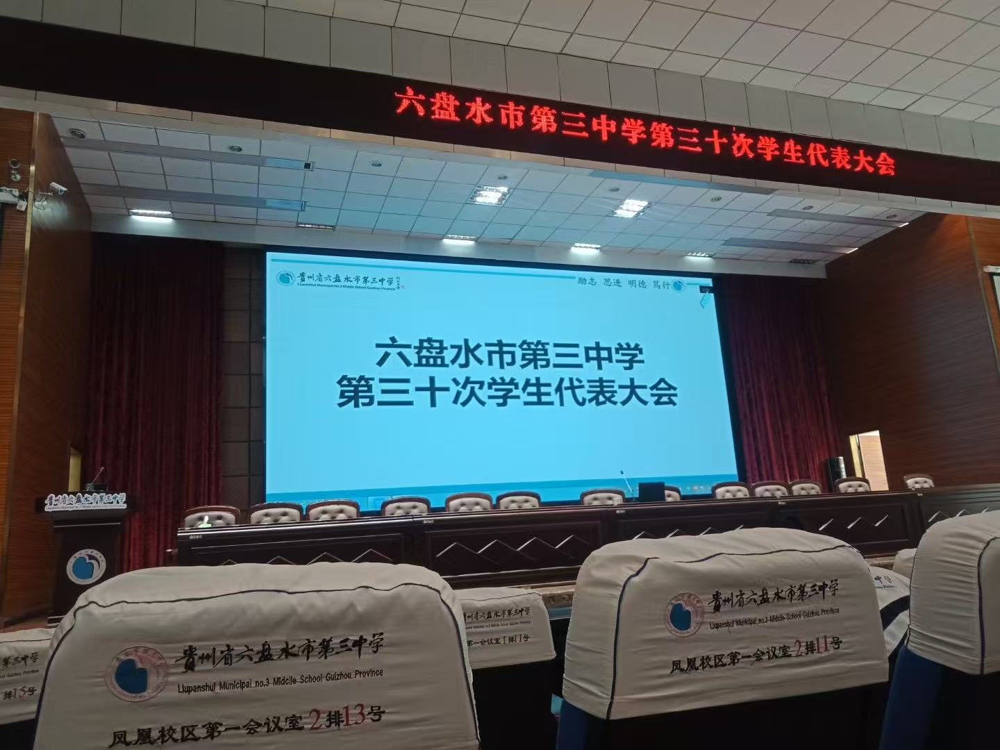 六盘水市第三中学第三十次学生代表大会
贵州省六盘水市第三中学
Liupanshui Municipal No.3 Middle School Guizhou Province
励志 思进 明德 笃行
六盘水市第三中学
第三十次学生代表大会
贵州省六盘水市第三中学
贵州省六盘水市第三中学
Liupanshui Municipal no.3 Middle School Guizhou Province
凤凰校区第一会议室2排13号
贵州省六盘水市第三中学
Liupanshui Municipal no.3 Middle School Guizhou Province
凤凰校区第一会议室2排11号
州省六盘水市第三中学
第一会议室1排11号
第三中学
排15号